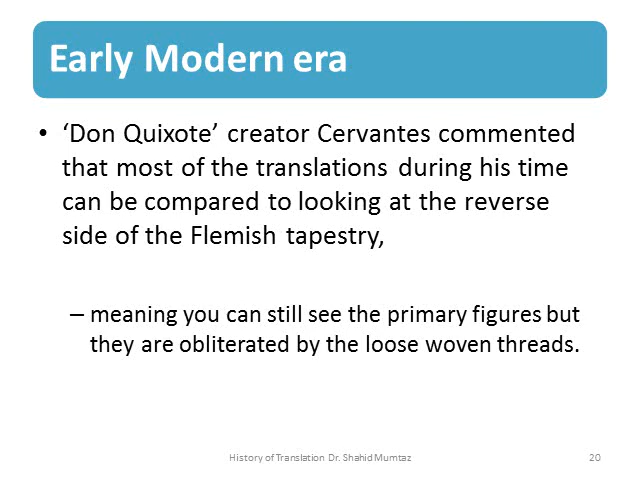 Early Modern era
• ‘Don Quixote’ creator Cervantes commented
that most of the translations during his time
can be compared to looking at the reverse
side of the Flemish tapestry,
– meaning you can still see the primary figures but
they are obliterated by the loose woven threads.
History of Translation Dr. Shahid Mumtaz
20